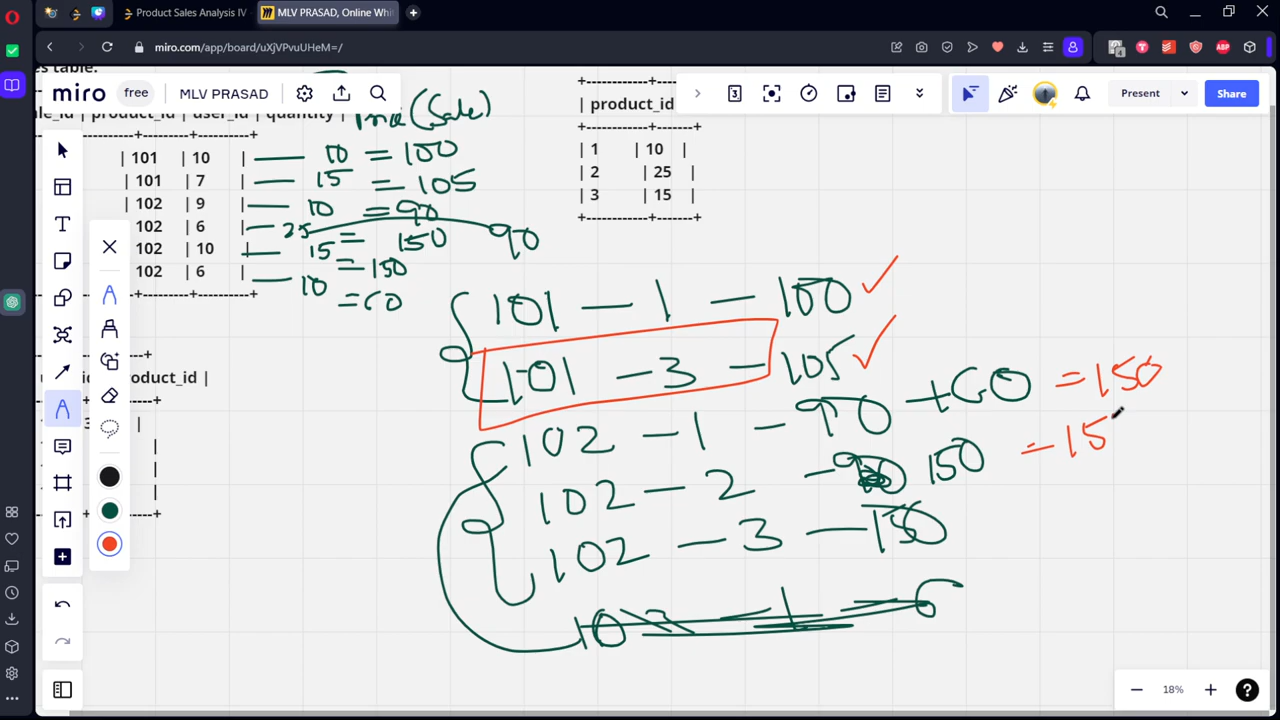 Product Sales Analysis IV
MLV PRASAD, Online Whi
miro.com/app/board/uXjVPvuUHeM=/
es table.
miro free MLV PRASAD
Present
Share
le_id | product_id | user_id | quantity |
(Sale)
-----------+--------+---------+
| 101 | 10 | 10 = 100
| 101 | 7 | 15 = 105
| 102 | 9 | 10 = 90
102 | 6 | 25 = 150 90
102 | 10 | 15 = 150
102 | 6 | 10 = 60
+------------+-------+
| product_id
+------------+-------+
| 1 | 10 |
| 2 | 25 |
| 3 | 15 |
+------------+-------+
product_id |
101 — 1 — 100 ✓
101 — 3 — 105 ✓
102 — 1 — 90 + 60 = 150
102 — 2 — 150 = 15
102 — 3 — 150
18%